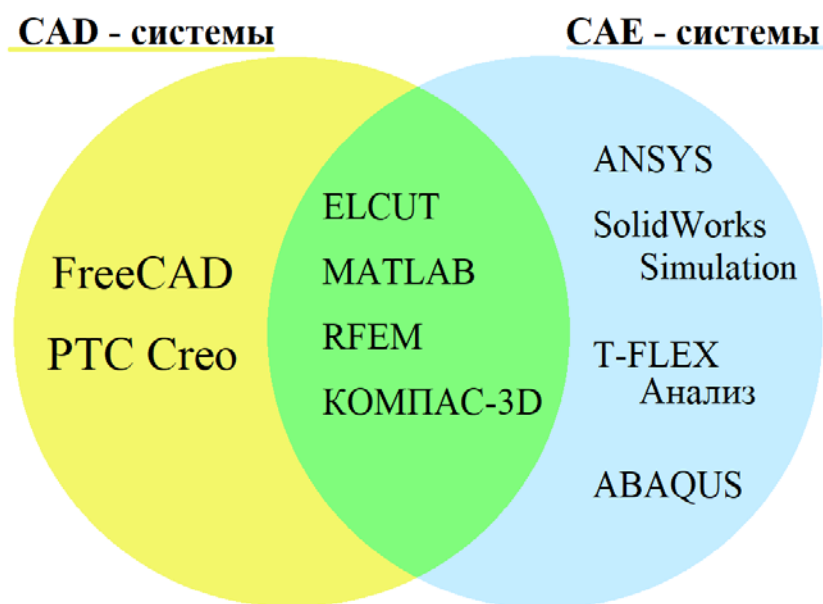 CAD - системы
CAE - системы
FreeCAD
PTC Creo
ELCUT
MATLAB
RFEM
КОМПАС-3D
ANSYS
SolidWorks
Simulation
T-FLEX
Анализ
ABAQUS